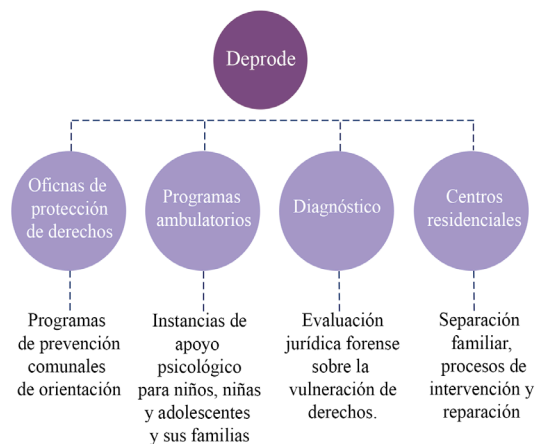 Deprode
Oficnas de
protección
de derechos
Programas
ambulatorios
Diagnóstico
Centros
residenciales
Programas
de prevención
comunales
de orientación
Instancias de
apoyo
psicológico
para niños, niñas
y adolescentes
y sus familias
Evaluación
jurídica forense
sobre la
vulneración de
derechos.
Separación
familiar,
procesos de
intervención y
reparación